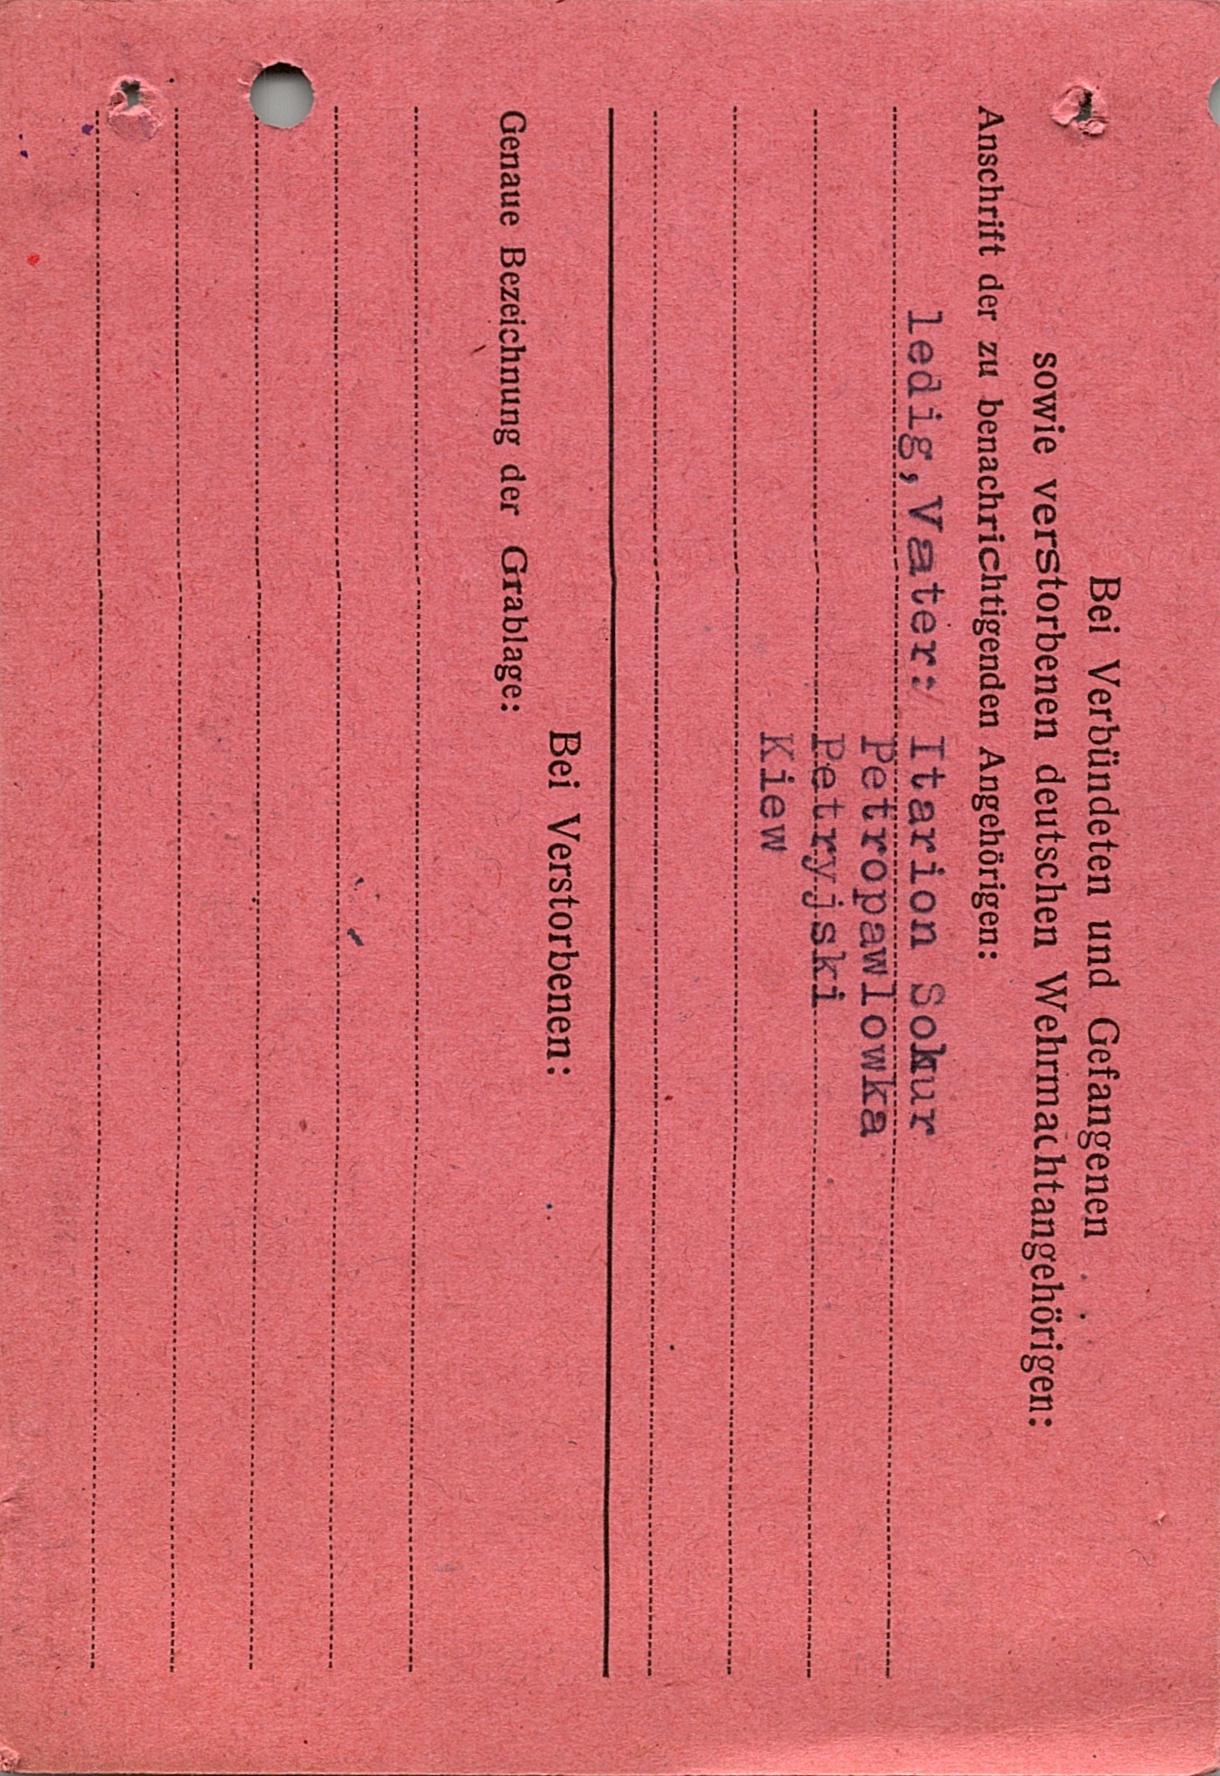 Bei Verbündeten und Gefangenen
sowie verstorbenen deutschen Wehrmachtangehörigen:
Anschrift der zu benachrichtigenden Angehörigen:
ledig, Vater: Itarion Sokur
Petropawlowka
Petryjski
Kiew
Bei Verstorbenen:
Genaue Bezeichnung der Grablage: